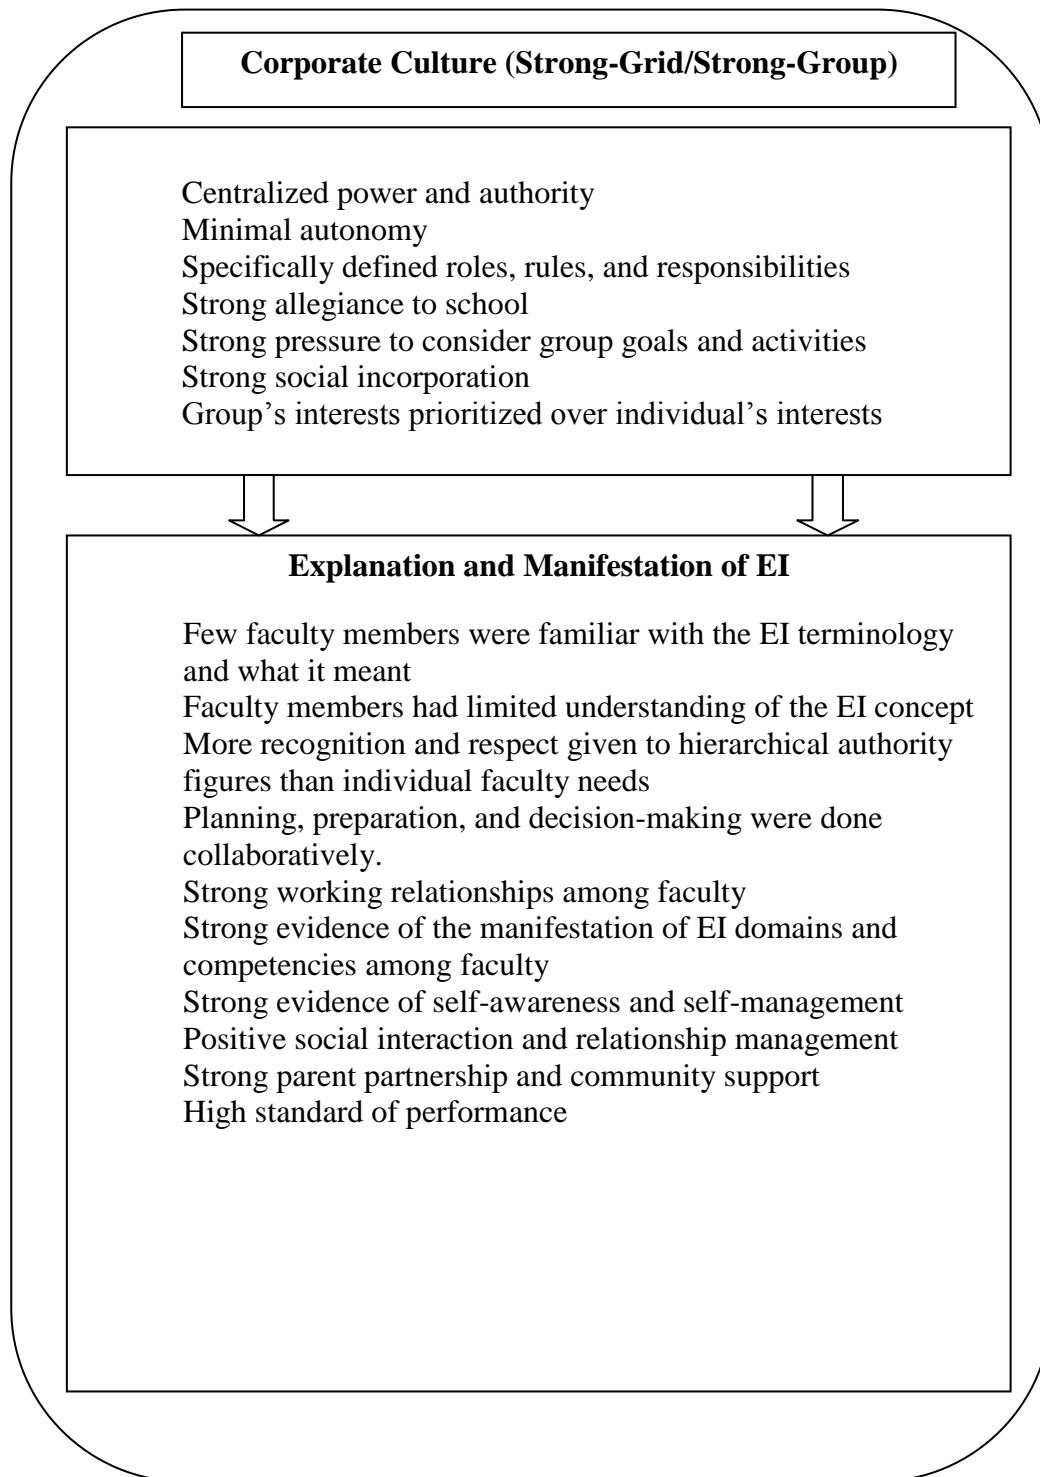 Corporate Culture (Strong-Grid/Strong-Group)
Centralized power and authority
Minimal autonomy
Specifically defined roles, rules, and responsibilities
Strong allegiance to school
Strong pressure to consider group goals and activities
Strong social incorporation
Group’s interests prioritized over individual’s interests
Explanation and Manifestation of EI
Few faculty members were familiar with the EI terminology
and what it meant
Faculty members had limited understanding of the EI concept
More recognition and respect given to hierarchical authority
figures than individual faculty needs
Planning, preparation, and decision-making were done
collaboratively.
Strong working relationships among faculty
Strong evidence of the manifestation of EI domains and
competencies among faculty
Strong evidence of self-awareness and self-management
Positive social interaction and relationship management
Strong parent partnership and community support
High standard of performance